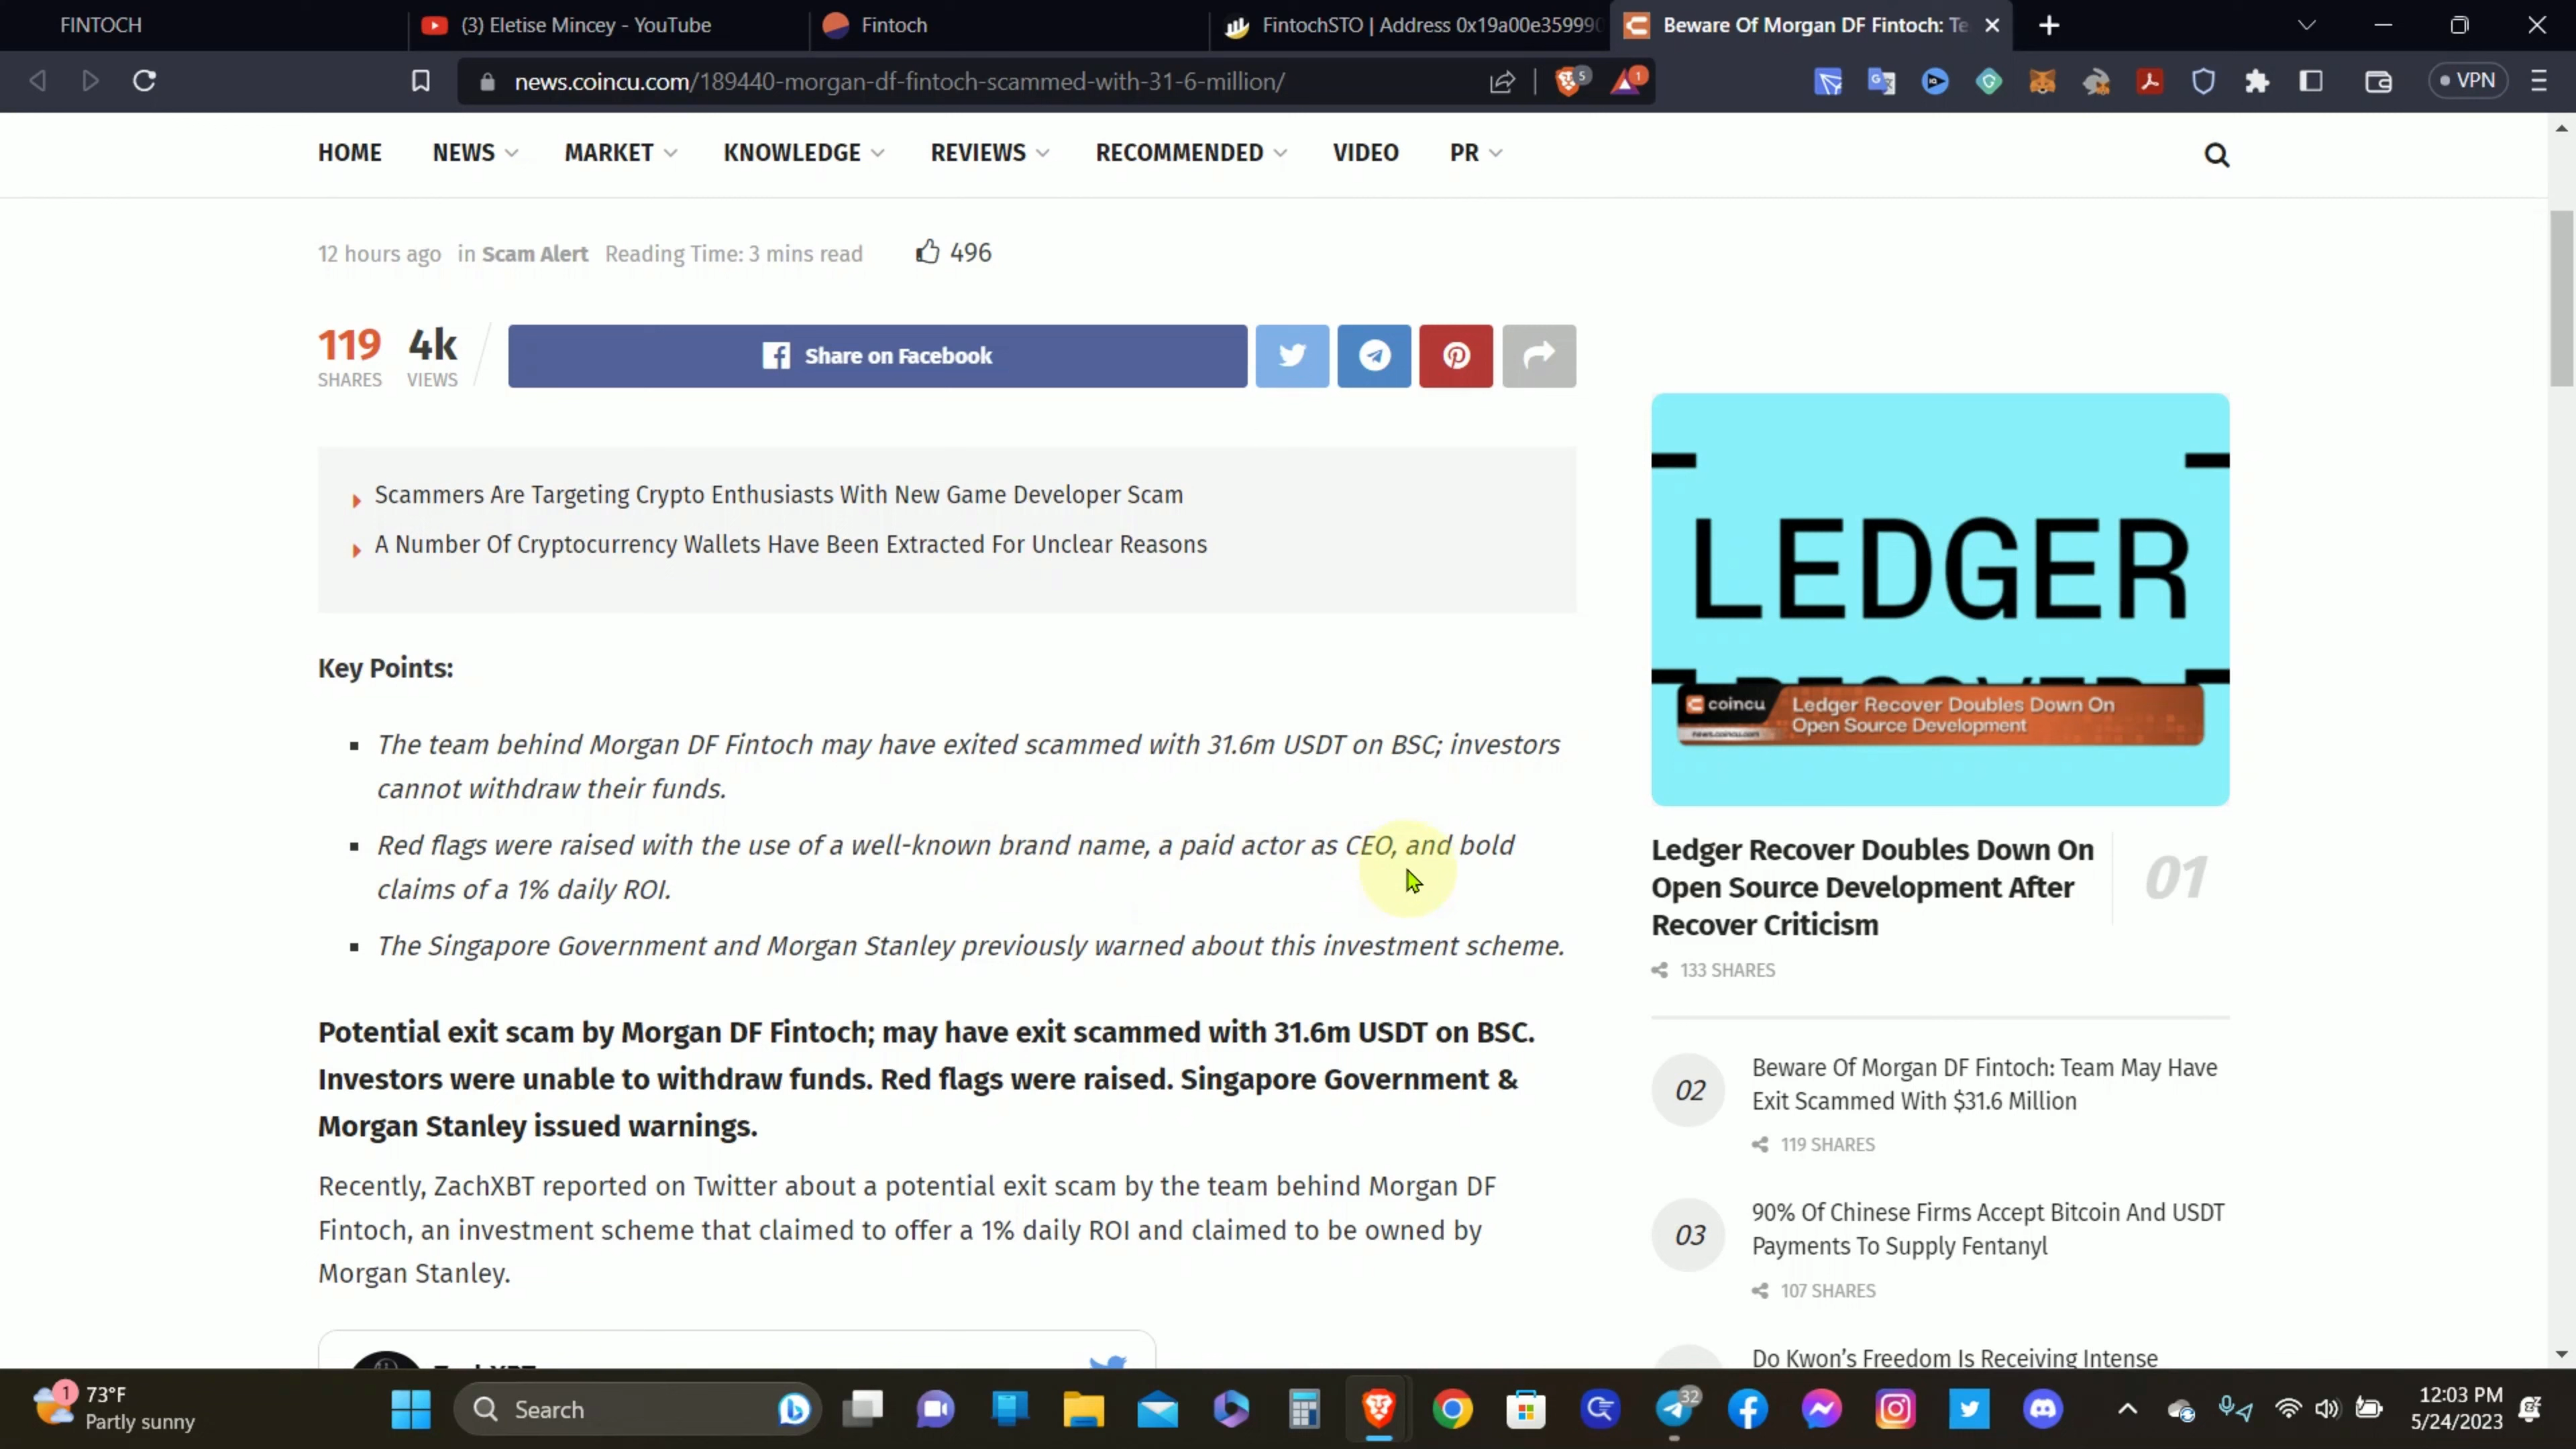 FINTOCH
(3) Eletise Mincey - YouTube
Fintoch
FintochSTO | Address 0x19a00e35999
Beware Of Morgan DF Fintoch: Te
news.coincu.com/189440-morgan-df-fintoch-scammed-with-31-6-million/
5
1
VPN
HOME
NEWS
MARKET
KNOWLEDGE
REVIEWS
RECOMMENDED
VIDEO
PR
12 hours ago in Scam Alert Reading Time: 3 mins read
496
119
SHARES
4k
VIEWS
Share on Facebook
Scammers Are Targeting Crypto Enthusiasts With New Game Developer Scam
A Number Of Cryptocurrency Wallets Have Been Extracted For Unclear Reasons
Key Points:
The team behind Morgan DF Fintoch may have exited scammed with 31.6m USDT on BSC; investors
cannot withdraw their funds.
Red flags were raised with the use of a well-known brand name, a paid actor as CEO, and bold
claims of a 1% daily ROI.
The Singapore Government and Morgan Stanley previously warned about this investment scheme.
Potential exit scam by Morgan DF Fintoch; may have exit scammed with 31.6m USDT on BSC.
Investors were unable to withdraw funds. Red flags were raised. Singapore Government &
Morgan Stanley issued warnings.
Recently, ZachXBT reported on Twitter about a potential exit scam by the team behind Morgan DF
Fintoch, an investment scheme that claimed to offer a 1% daily ROI and claimed to be owned by
Morgan Stanley.
LEDGER
coincu
news.coincu.com
Ledger Recover Doubles Down On
Open Source Development
Ledger Recover Doubles Down On
Open Source Development After
Recover Criticism
01
133 SHARES
02
Beware Of Morgan DF Fintoch: Team May Have
Exit Scammed With $31.6 Million
119 SHARES
03
90% Of Chinese Firms Accept Bitcoin And USDT
Payments To Supply Fentanyl
107 SHARES
Do Kwon's Freedom Is Receiving Intense
1
73°F
Partly sunny
Search
32
12:03 PM
5/24/2023